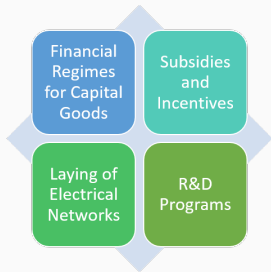 Financial
Regimes
for Capital
Goods
Subsidies
and
Incentives
Laying of
Electrical
Networks
R&D
Programs